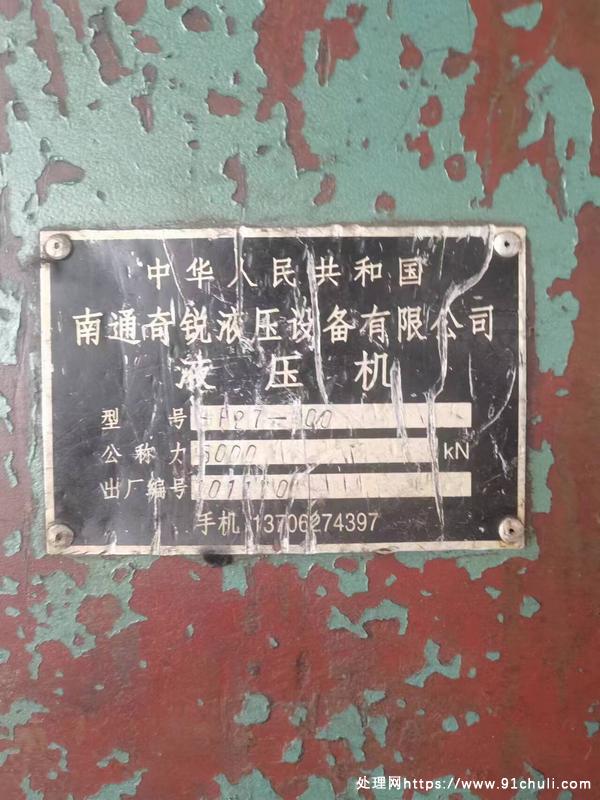 中华人民共和国
南通奇锐液压设备有限公司
液压机
型号
公称力 5000 kN
出厂编号
手机 13706274397
处理网https://www.91chuli.com